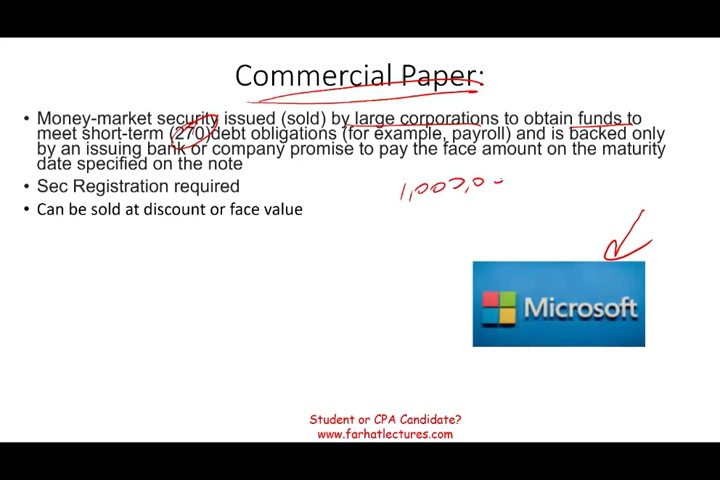 Commercial Paper:
• Money-market security issued (sold) by large corporations to obtain funds to
meet short-term (270) debt obligations (for example, payroll) and is backed only
by an issuing bank or company promise to pay the face amount on the maturity
date specified on the note
• Sec Registration required
• Can be sold at discount or face value
Microsoft
Student or CPA Candidate?
www.farhatlectures.com